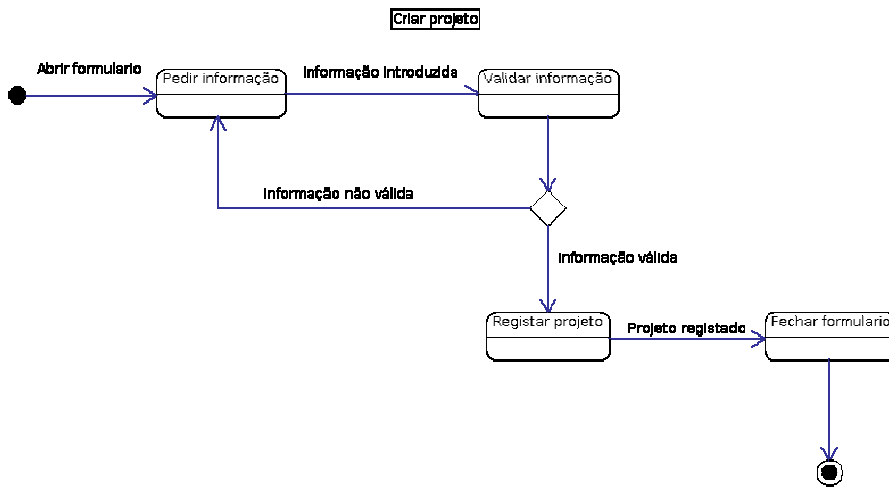 Criar projeto
Abrir formulario
Pedir informação
Informação introduzida
Validar informação
Informação não válida
Informação válida
Registar projeto
Projeto registado
Fechar formulario